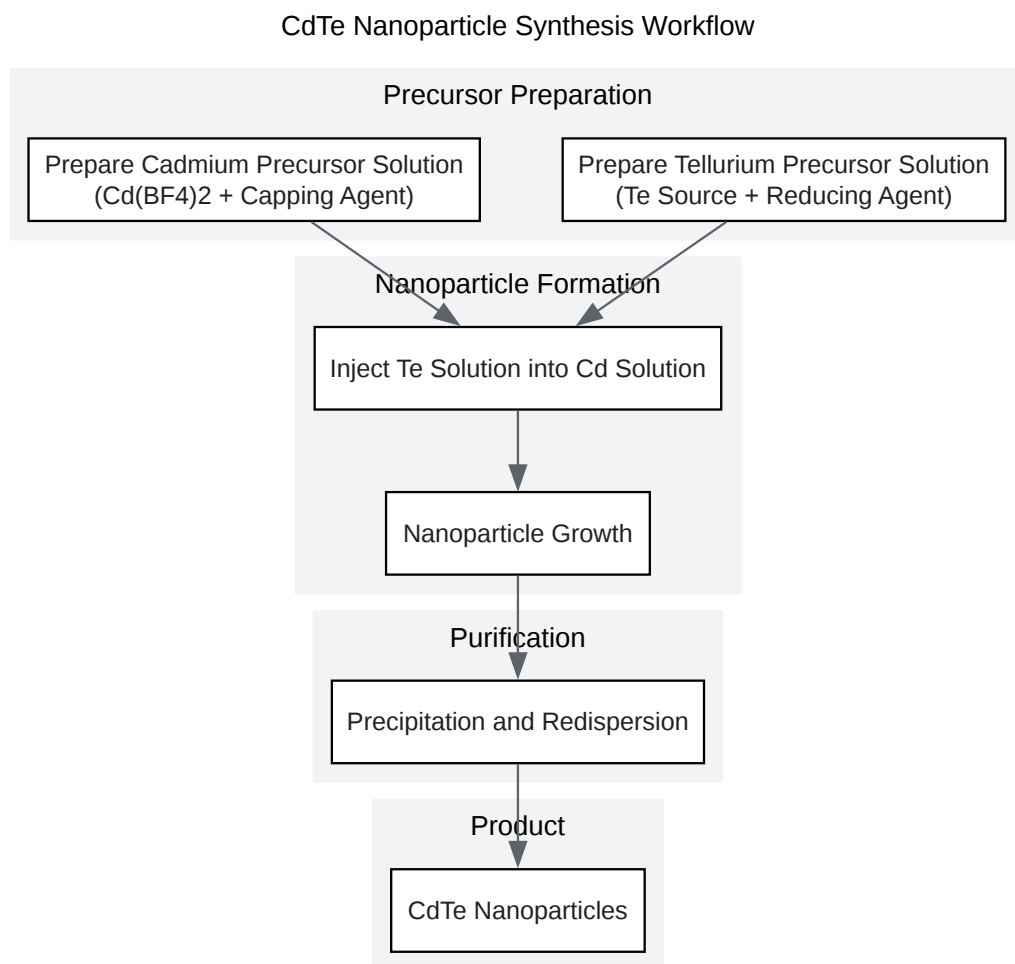 CdTe Nanoparticle Synthesis Workflow
Precursor Preparation
Prepare Cadmium Precursor Solution
(Cd(BF4)2 + Capping Agent)
Prepare Tellurium Precursor Solution
(Te Source + Reducing Agent)
Nanoparticle Formation
Inject Te Solution into Cd Solution
Nanoparticle Growth
Purification
Precipitation and Redispersion
Product
CdTe Nanoparticles